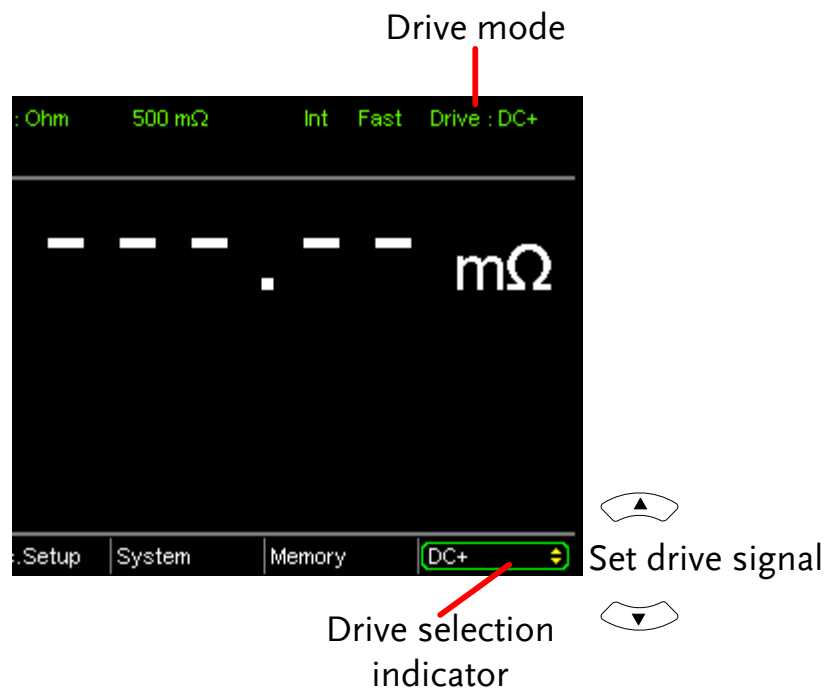 Drive mode
: Ohm 500 mΩ Int Fast Drive : DC+
- - - . - - mΩ
.Setup System Memory DC+
Set drive signal
Drive selection
indicator